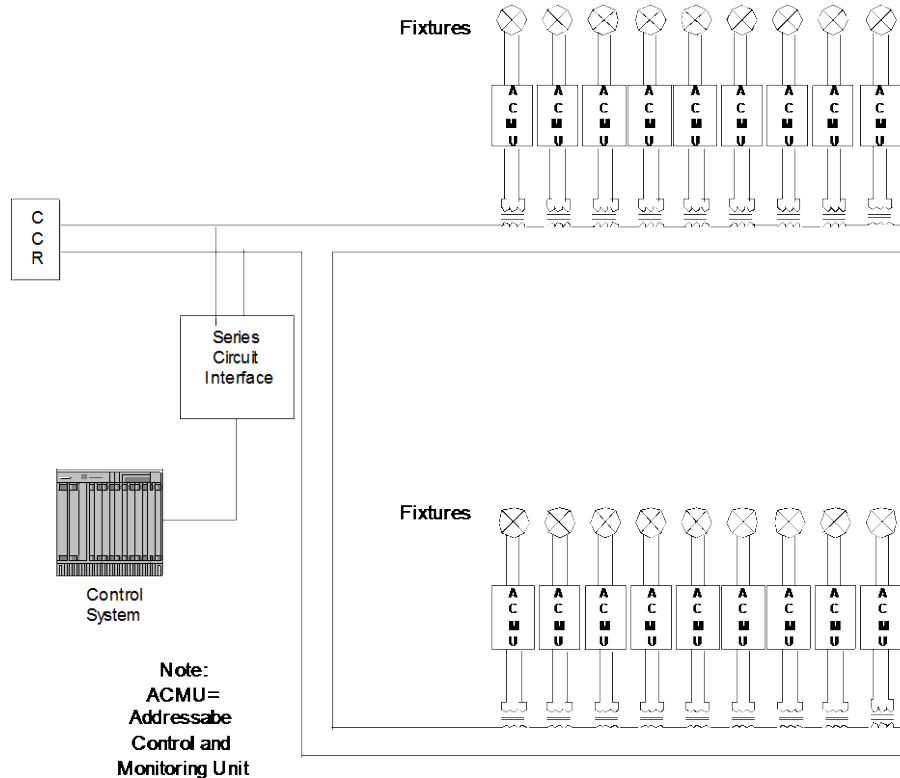 Fixtures
A A A A A A A A A
C C C C C C C C C
M M M M M M M M M
U U U U U U U U U
C
C
R
Series
Circuit
Interface
Control
System
Fixtures
A A A A A A A A A
C C C C C C C C C
M M M M M M M M M
U U U U U U U U U
Note:
ACMU=
Addressabe
Control and
Monitoring Unit